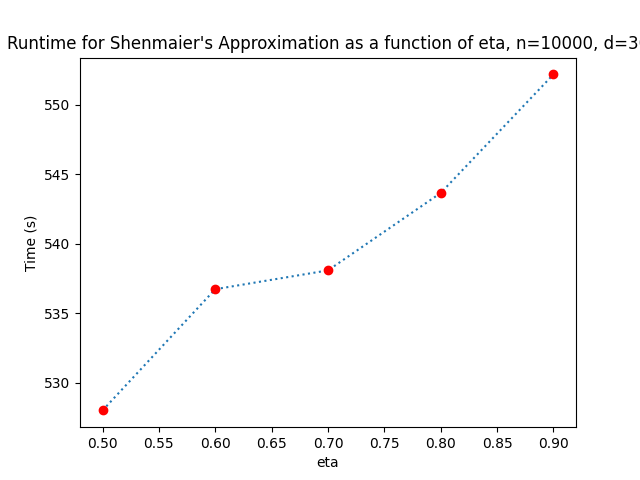 Runtime for Shenmaier's Approximation as a function of eta, n=10000, d=3
Time (s)
550
545
540
535
530
0.50 0.55 0.60 0.65 0.70 0.75 0.80 0.85 0.90
eta